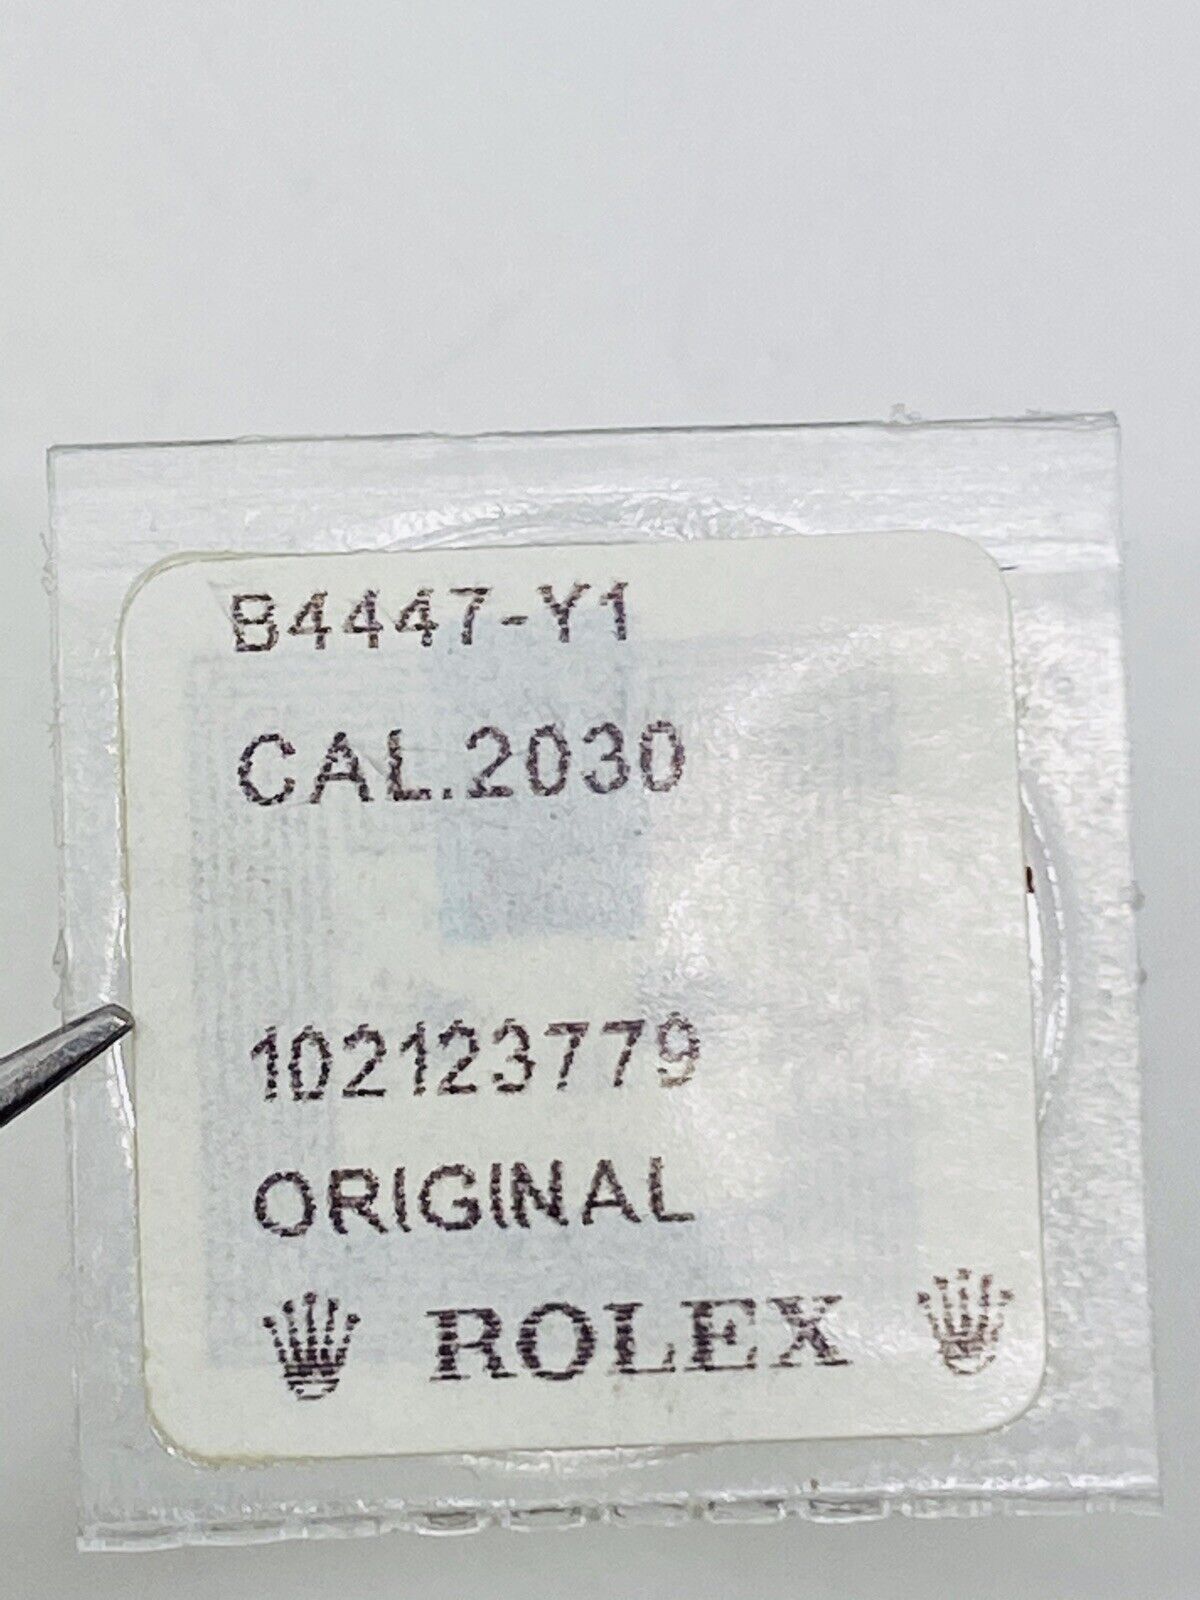 B4447-Y1
CAL.2030
102123779
ORIGINAL
ROLEX